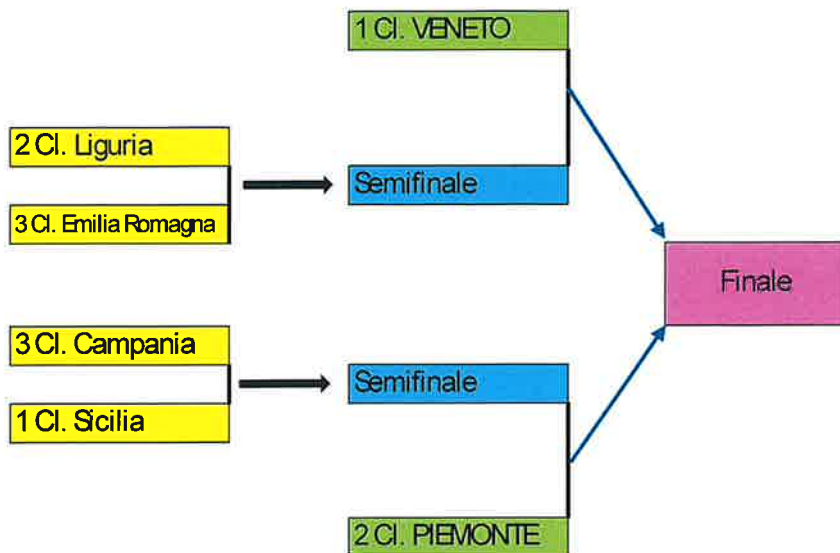 1 Cl. VENETO
2 Cl. Liguria
Semifinale
3 Cl. Emilia Romagna
Finale
3 Cl. Campania
Semifinale
1 Cl. Sicilia
2 Cl. PIEMONTE